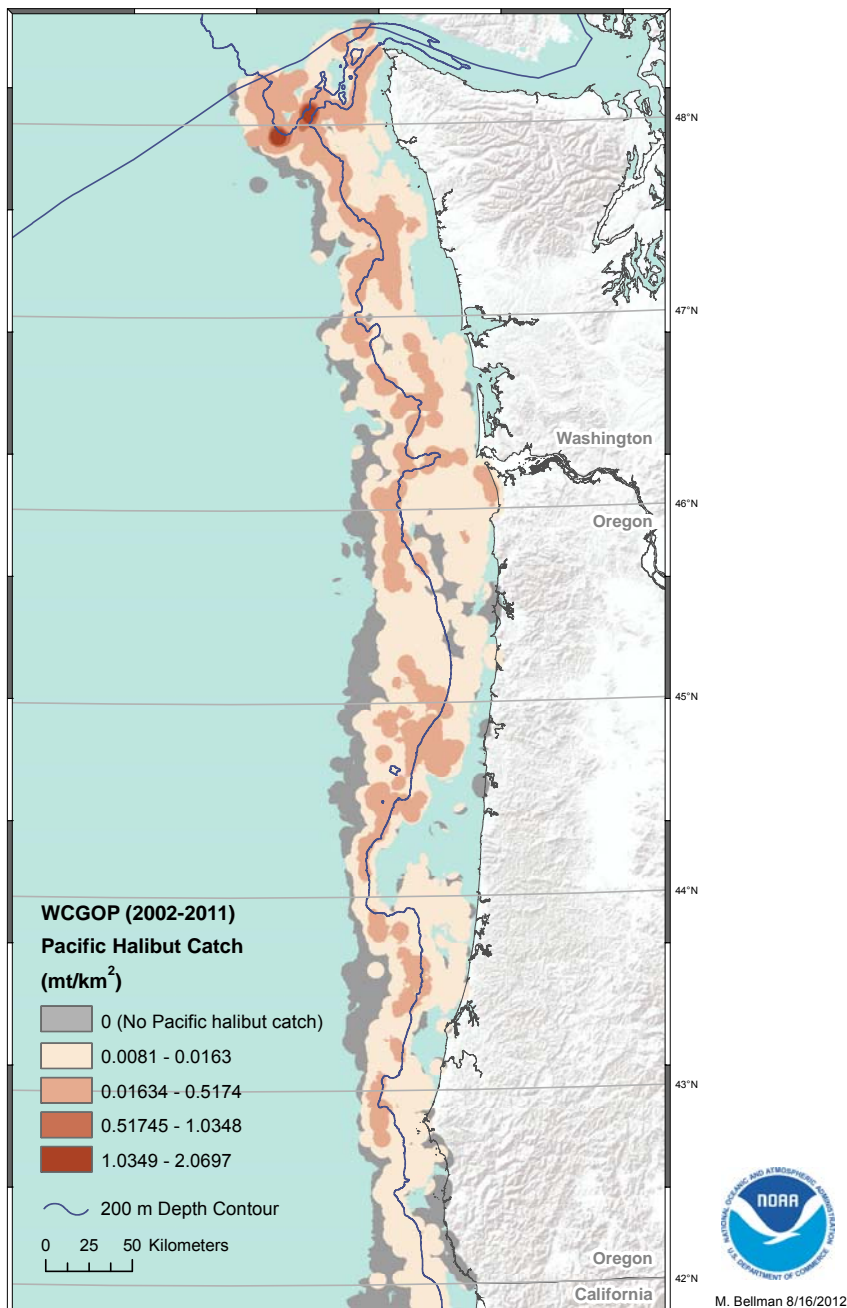 48°N
47°N
Washington
46°N
Oregon
45°N
44°N
WCGOP (2002-2011)
Pacific Halibut Catch
(mt/km²)
0 (No Pacific halibut catch)
0.0081 - 0.0163
0.01634 - 0.5174
0.51745 - 1.0348
1.0349 - 2.0697
200 m Depth Contour
0 25 50 Kilometers
43°N
Oregon
42°N
California
NATIONAL OCEANIC AND ATMOSPHERIC ADMINISTRATION
NOAA
U.S. DEPARTMENT OF COMMERCE
M. Bellman 8/16/2012